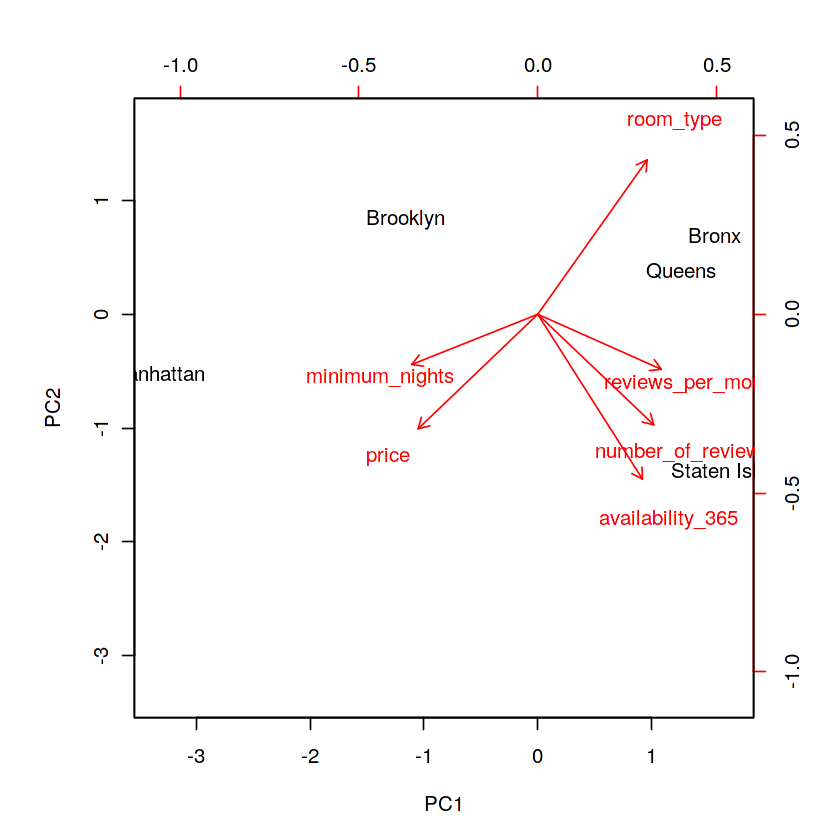 -1.0 -0.5 0.0 0.5
room_type
0.5
1
Brooklyn
Bronx
Queens
0
0.0
anhattan
minimum_nights
reviews_per_mo
PC2
-1
price
number_of_review
Staten Is
-0.5
availability_365
-2
-3
-1.0
-3 -2 -1 0 1
PC1